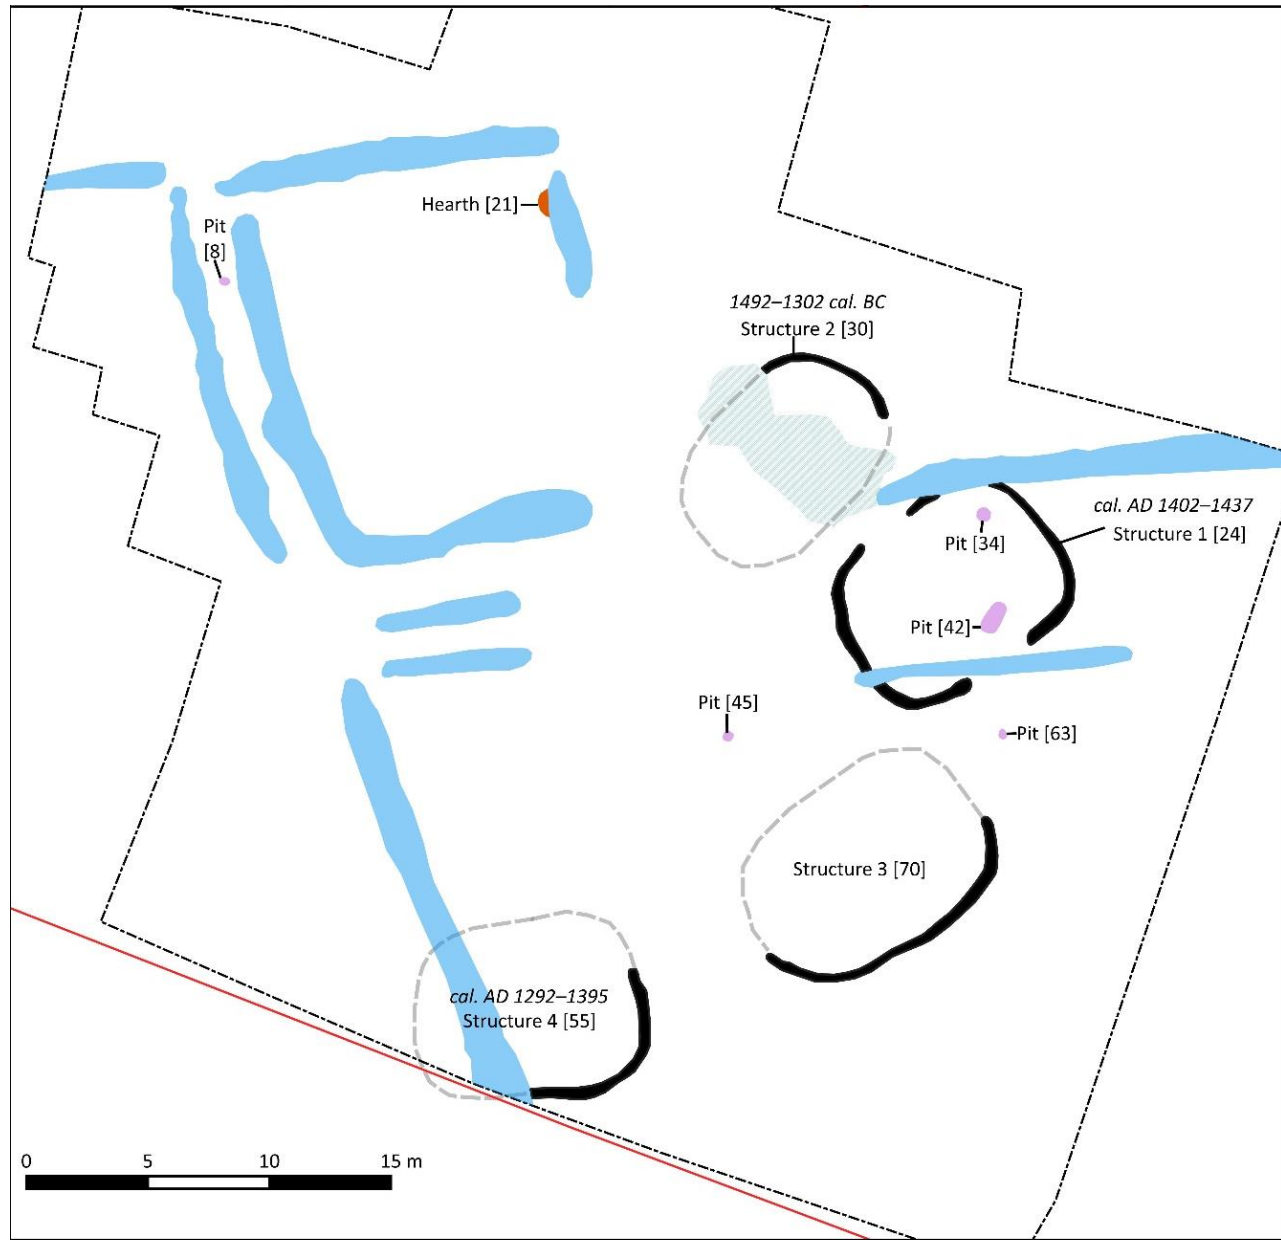 Hearth [21]
Pit
[8]
1492–1302 cal. BC
Structure 2 [30]
cal. AD 1402–1437
Structure 1 [24]
Pit [34]
Pit [42]
Pit [45]
Pit [63]
Structure 3 [70]
cal. AD 1292–1395
Structure 4 [55]
0 5 10 15 m